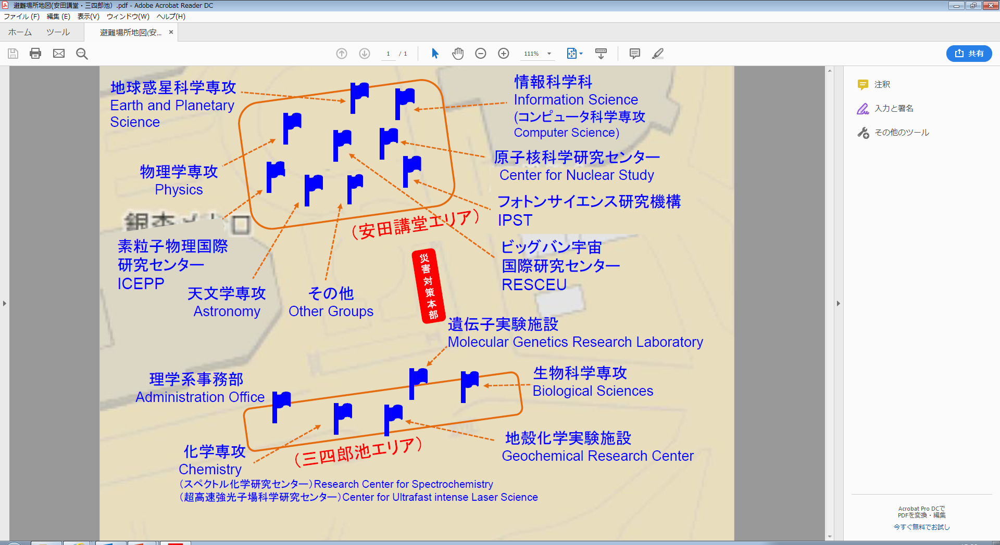 避難場所地図(安田講堂・三四郎池）.pdf - Adobe Acrobat Reader DC
ファイル (F) 編集 (E) 表示(V) ウィンドウ(W) ヘルプ(H)
ホーム ツール 避難場所地図(安... ×
1 / 1 111% 共有
地球惑星科学専攻
Earth and Planetary
Science
情報科学科
Information Science
(コンピュータ科学専攻
Computer Science)
物理学専攻
Physics
原子核科学研究センター
Center for Nuclear Study
フォトンサイエンス研究機構
IPST
（安田講堂エリア）
素粒子物理国際
研究センター
ICEPP
ビッグバン宇宙
国際研究センター
RESCEU
天文学専攻
Astronomy
その他
Other Groups
災害対策本部
遺伝子実験施設
Molecular Genetics Research Laboratory
理学系事務部
Administration Office
生物科学専攻
Biological Sciences
地殻化学実験施設
Geochemical Research Center
（三四郎池エリア）
化学専攻
Chemistry
（スペクトル化学研究センター）Research Center for Spectrochemistry
（超高速強光子場科学研究センター）Center for Ultrafast intense Laser Science
注釈
入力と署名
その他のツール
Acrobat Pro DCで
PDFを変換・編集
今すぐ無料でお試し